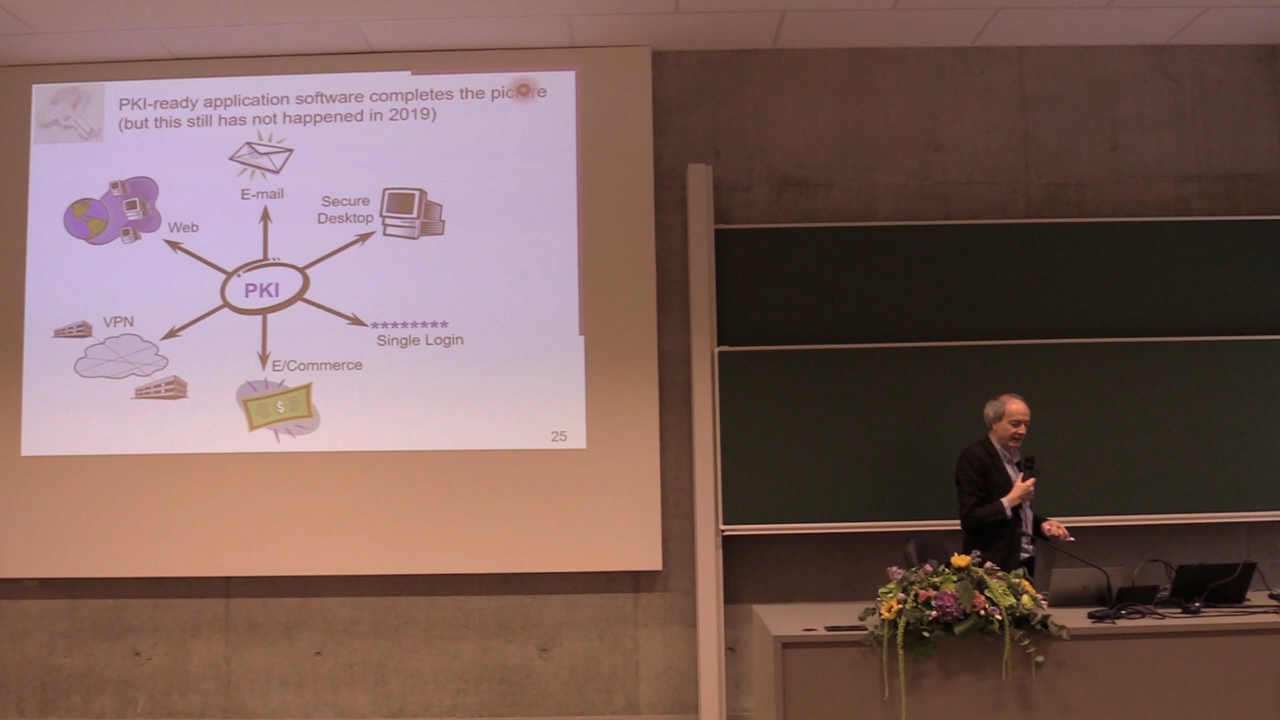 PKI-ready application software completes the picture
(but this still has not happened in 2019)
E-mail
Secure
Desktop
Web
PKI
VPN
********
Single Login
E/Commerce
$
25